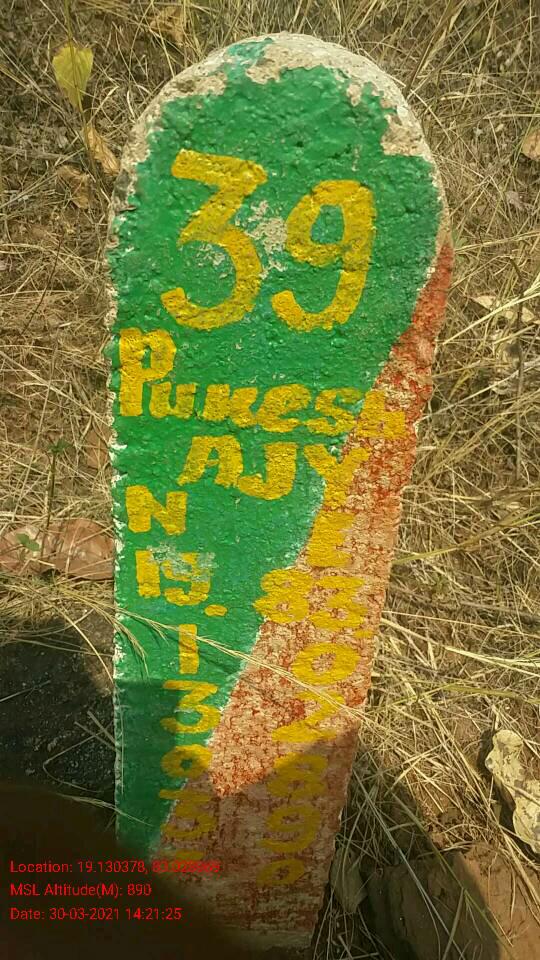 39
Pukesh
AJY
N
19.
130
E
83.
02
Location: 19.130378, 83.029965
MSL Altitude(M): 890
Date: 30-03-2021 14:21:25